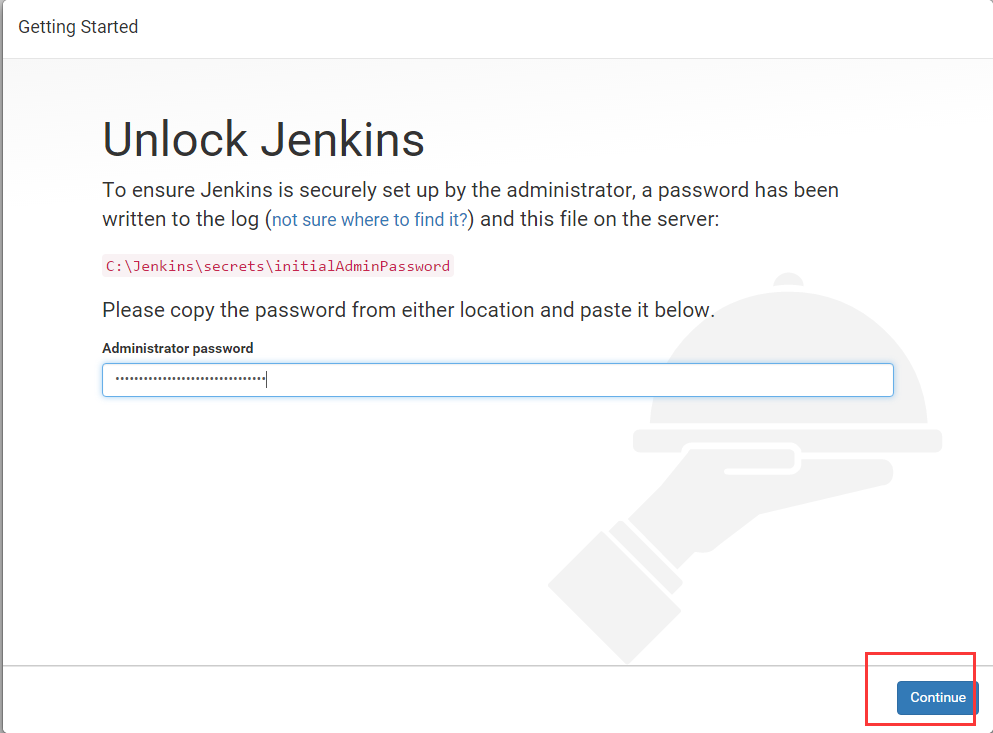 Getting Started
Unlock Jenkins
To ensure Jenkins is securely set up by the administrator, a password has been
written to the log (not sure where to find it?) and this file on the server:
C:\Jenkins\secrets\initialAdminPassword
Please copy the password from either location and paste it below.
Administrator password
••••••••••••••••••••••••••••••••
Continue